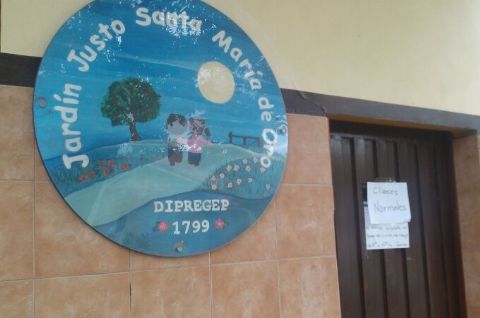 Jardín Justo Santa María de Oro
DIPREGEP
1799
Clases
Normales